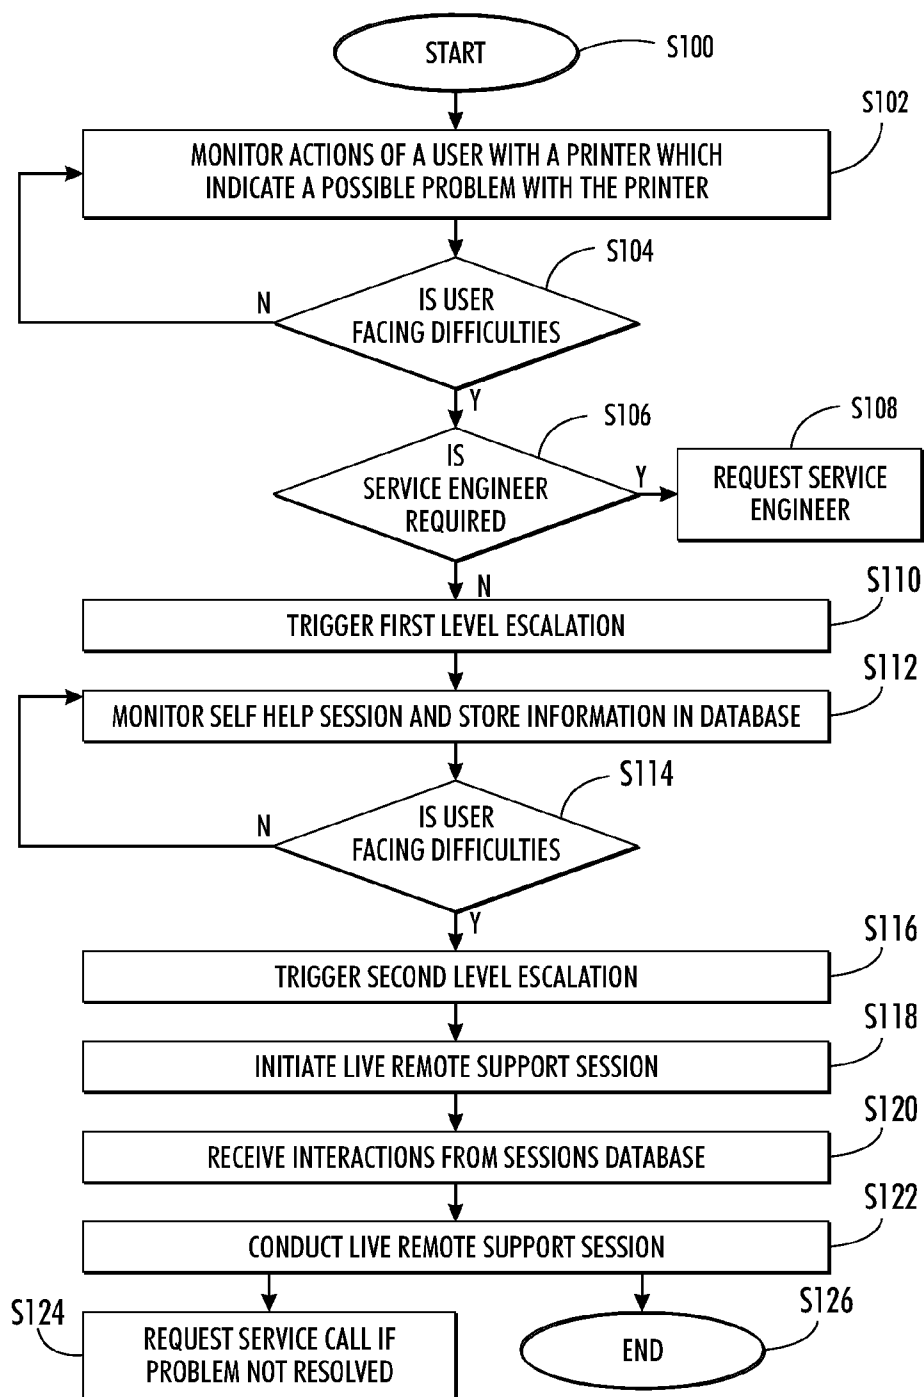 START
S100
S102
MONITOR ACTIONS OF A USER WITH A PRINTER WHICH
INDICATE A POSSIBLE PROBLEM WITH THE PRINTER
S104
IS USER
FACING DIFFICULTIES
N
Y
S106
IS
SERVICE ENGINEER
REQUIRED
Y
S108
REQUEST SERVICE
ENGINEER
N
S110
TRIGGER FIRST LEVEL ESCALATION
S112
MONITOR SELF HELP SESSION AND STORE INFORMATION IN DATABASE
S114
IS USER
FACING DIFFICULTIES
N
Y
S116
TRIGGER SECOND LEVEL ESCALATION
S118
INITIATE LIVE REMOTE SUPPORT SESSION
S120
RECEIVE INTERACTIONS FROM SESSIONS DATABASE
S122
CONDUCT LIVE REMOTE SUPPORT SESSION
S124
REQUEST SERVICE CALL IF
PROBLEM NOT RESOLVED
S126
END